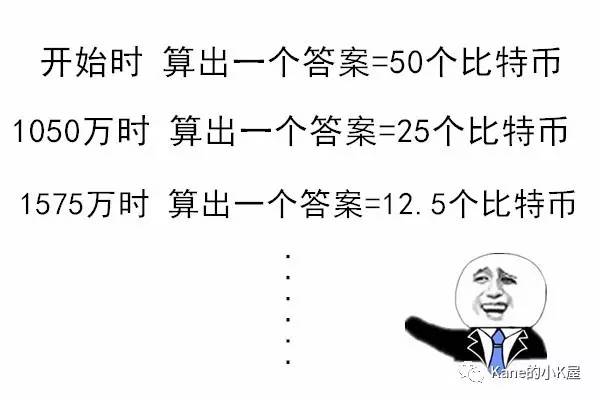 开始时 算出一个答案=50个比特币
1050万时 算出一个答案=25个比特币
1575万时 算出一个答案=12.5个比特币
Kane的小K屋